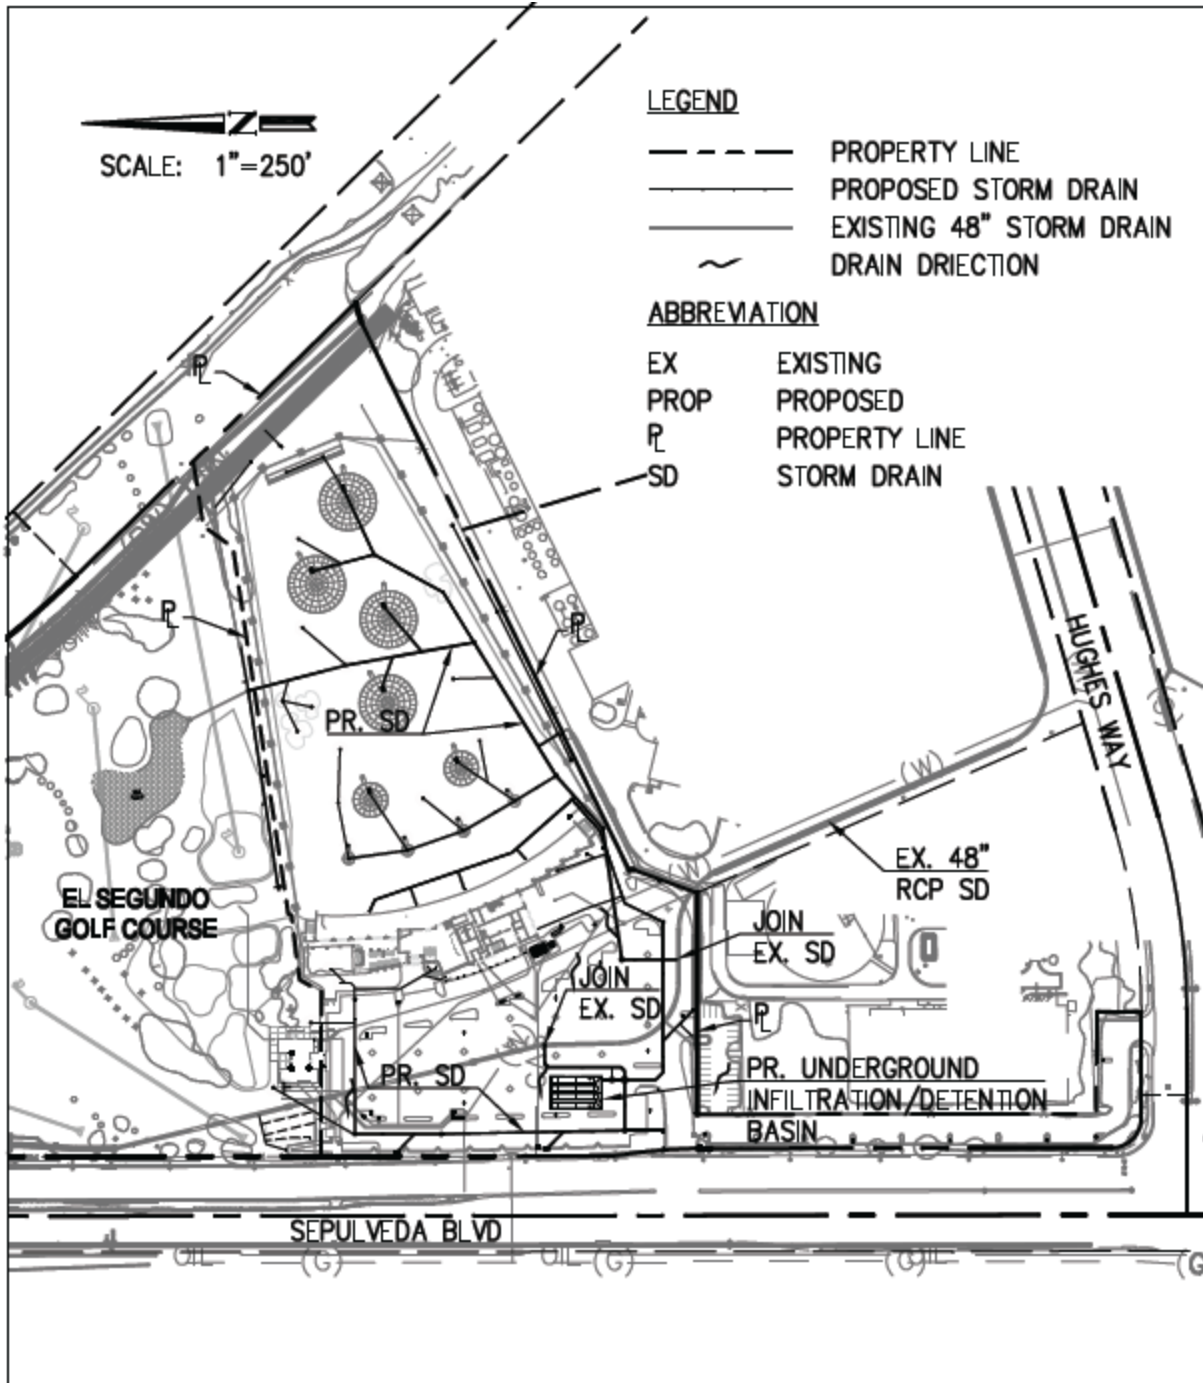 LEGEND
PROPERTY LINE
PROPOSED STORM DRAIN
EXISTING 48" STORM DRAIN
DRAIN DRIECTION
ABBREVIATION
EX EXISTING
PROP PROPOSED
PL PROPERTY LINE
SD STORM DRAIN
N
SCALE: 1"=250'
PL
PL
PL
HUGHES WAY
PR. SD
(W)
EX. 48"
RCP SD
(W)
EL SEGUNDO
GOLF COURSE
JOIN
EX. SD
JOIN
EX. SD
PL
PR. SD
PR. UNDERGROUND
INFILTRATION/DETENTION
BASIN
SEPULVEDA BLVD
OIL (G) OIL (G) (G) OIL (G